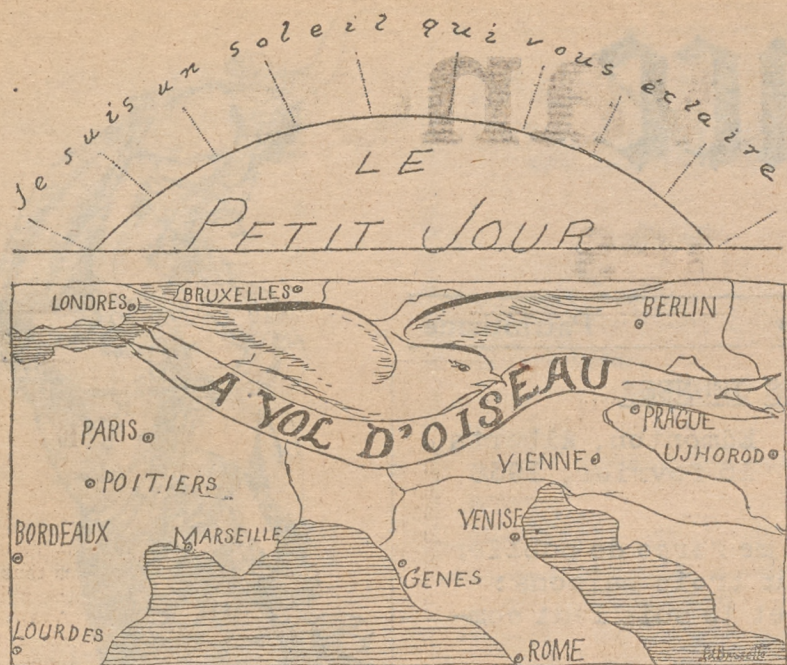 Je suis un soleil qui vous éclaire
LE
PETIT JOUR
LONDRES
BRUXELLES
BERLIN
A VOL D'OISEAU
PRAGUE
PARIS
UJHOROD
VIENNE
POITIERS
BORDEAUX
MARSEILLE
VENISE
GENES
LOURDES
ROME